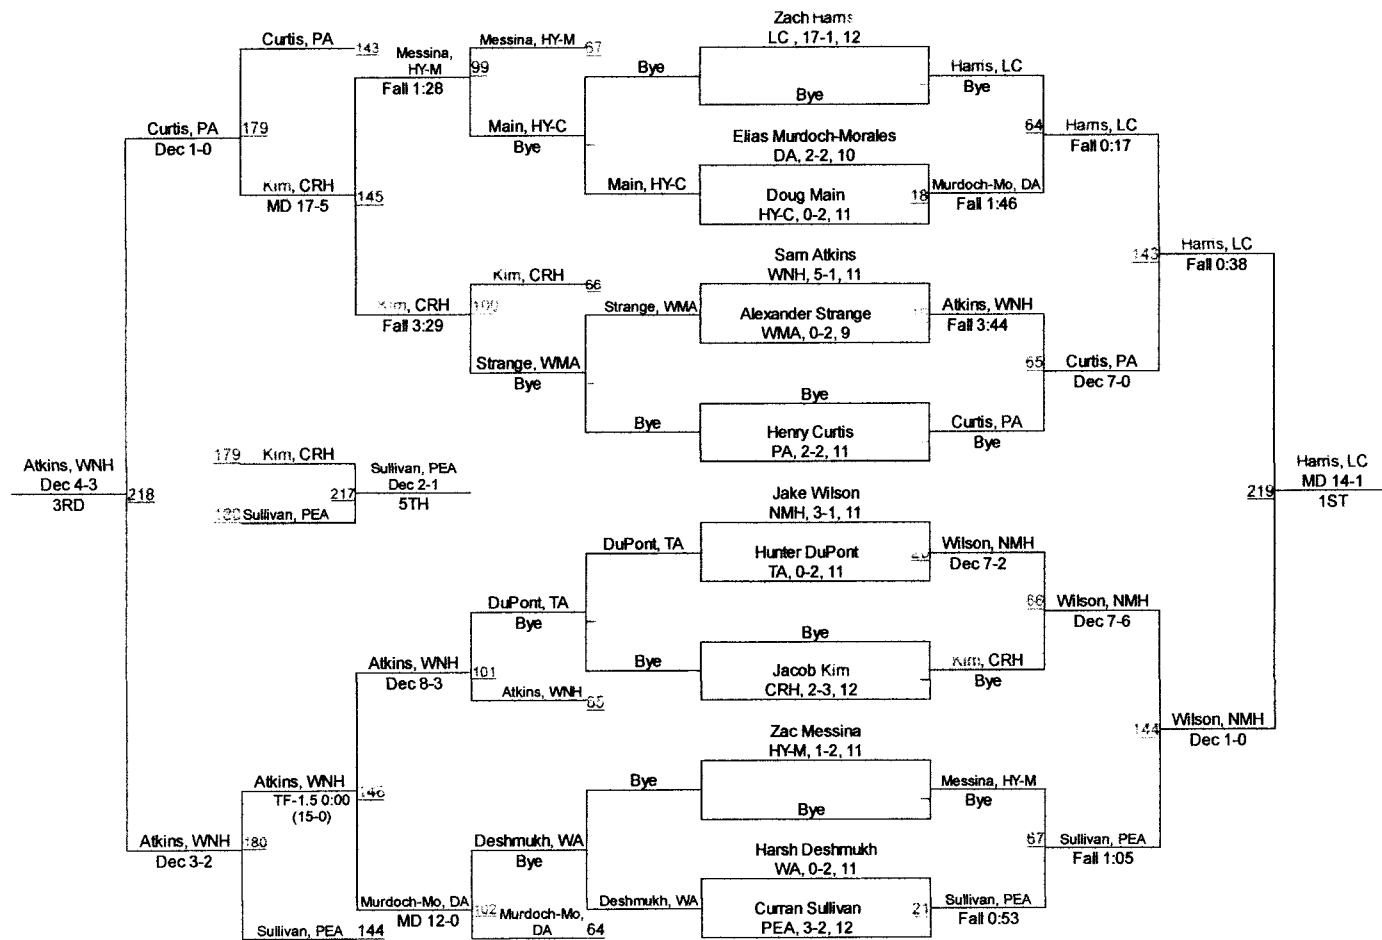 Zach Harris
LC , 17-1, 12
Curtis, PA
143
Messina, HY-M
67
Messina,
HY-M
99
Fall 1:28
Bye
Harris, LC
Bye
Bye
Curtis, PA
179
Dec 1-0
Main, HY-C
Bye
64
Harris, LC
Fall 0:17
Elias Murdoch-Morales
DA, 2-2, 10
Kim, CRH
MD 17-5
145
Main, HY-C
Doug Main
HY-C, 0-2, 11
18
Murdoch-Mo, DA
Fall 1:46
Sam Atkins
WNH, 5-1, 11
143
Harris, LC
Fall 0:38
Kim, CRH
66
Kim, CRH
100
Fall 3:29
Strange, WMA
Alexander Strange
WMA, 0-2, 9
Atkins, WNH
Fall 3:44
Strange, WMA
Bye
65
Curtis, PA
Dec 7-0
Bye
Bye
Henry Curtis
PA, 2-2, 11
Curtis, PA
Bye
179
Kim, CRH
Atkins, WNH
Dec 4-3
3RD
218
217
Sullivan, PEA
Dec 2-1
5TH
180
Sullivan, PEA
219
Harris, LC
MD 14-1
1ST
Jake Wilson
NMH, 3-1, 11
DuPont, TA
Hunter DuPont
TA, 0-2, 11
20
Wilson, NMH
Dec 7-2
DuPont, TA
Bye
66
Wilson, NMH
Dec 7-6
Bye
Bye
Jacob Kim
CRH, 2-3, 12
Kim, CRH
Bye
Atkins, WNH
Dec 8-3
101
Atkins, WNH
65
Zac Messina
HY-M, 1-2, 11
144
Wilson, NMH
Dec 1-0
Bye
Bye
Messina, HY-M
Bye
Atkins, WNH
TF-1.5 0:00
(15-0)
146
Atkins, WNH
Dec 3-2
180
Deshmukh, WA
Bye
Harsh Deshmukh
WA, 0-2, 11
67
Sullivan, PEA
Fall 1:05
Murdoch-Mo, DA
MD 12-0
102
Deshmukh, WA
Curran Sullivan
PEA, 3-2, 12
21
Sullivan, PEA
Fall 0:53
Murdoch-Mo,
DA
64
Sullivan, PEA
144